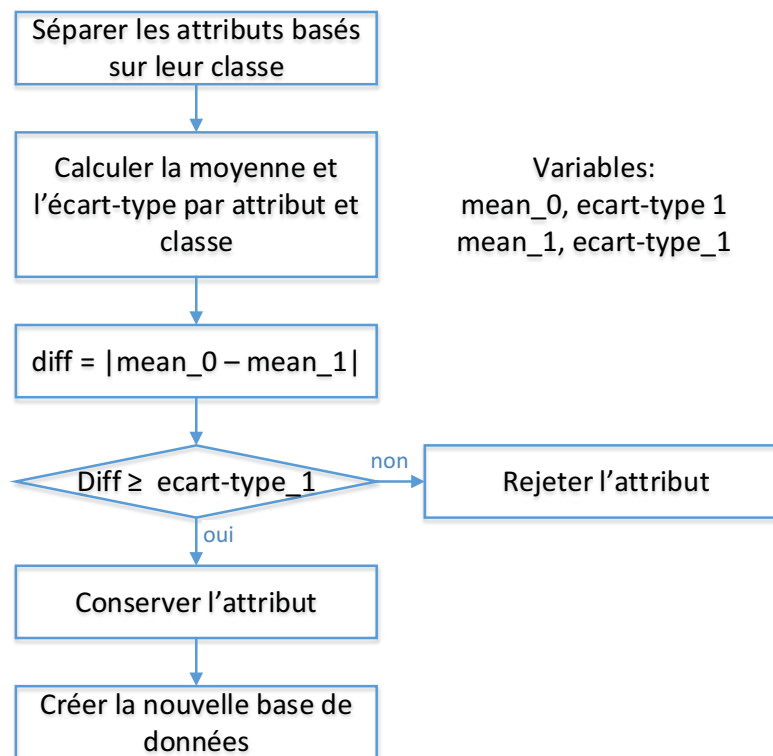 Séparer les attributs basés
sur leur classe
Calculer la moyenne et
l'écart-type par attribut et
classe
Variables:
mean_0, ecart-type 1
mean_1, ecart-type_1
diff = |mean_0 – mean_1|
Diff ≥ ecart-type_1
non
Rejeter l'attribut
oui
Conserver l'attribut
Créer la nouvelle base de
données